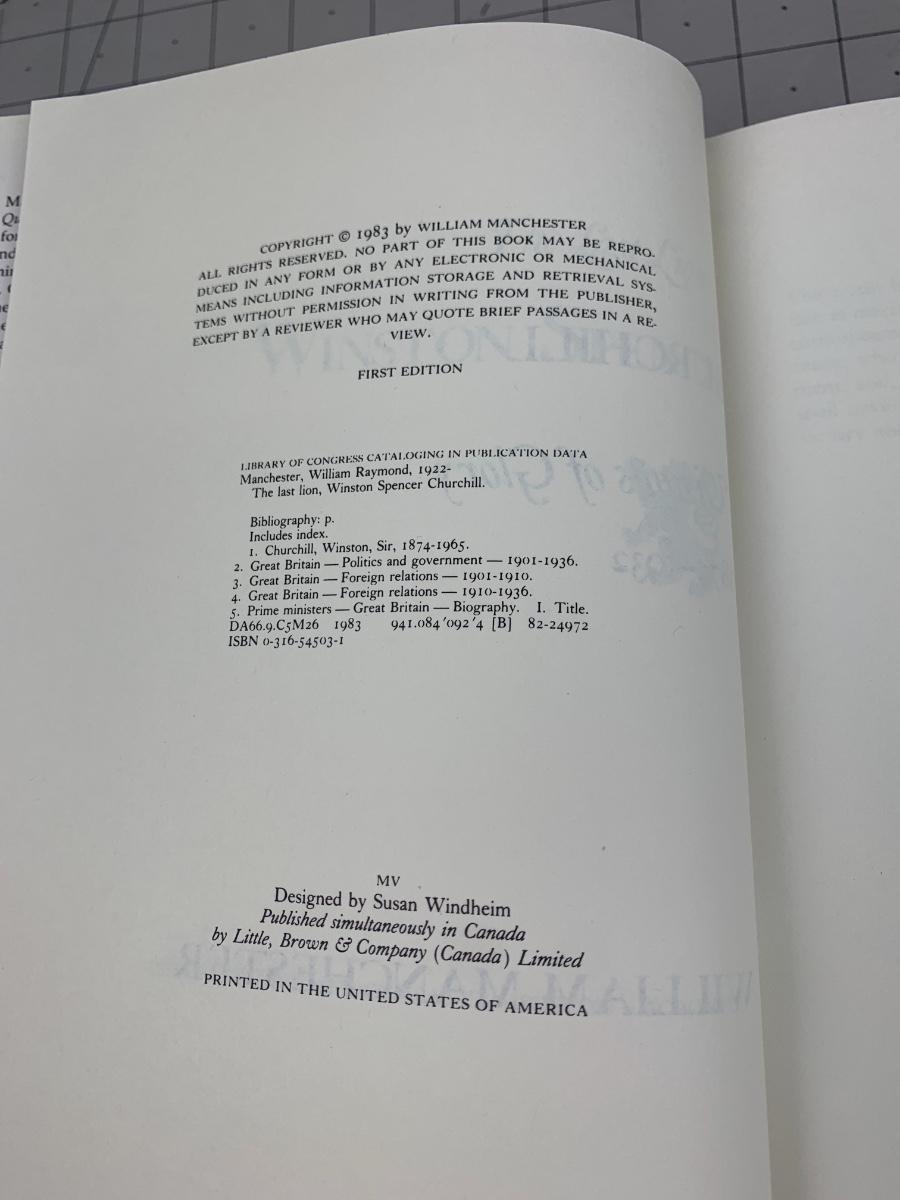 COPYRIGHT © 1983 by WILLIAM MANCHESTER
ALL RIGHTS RESERVED. NO PART OF THIS BOOK MAY BE REPRO-
DUCED IN ANY FORM OR BY ANY ELECTRONIC OR MECHANICAL
MEANS INCLUDING INFORMATION STORAGE AND RETRIEVAL SYS-
TEMS WITHOUT PERMISSION IN WRITING FROM THE PUBLISHER,
EXCEPT BY A REVIEWER WHO MAY QUOTE BRIEF PASSAGES IN A RE-
VIEW.
FIRST EDITION
LIBRARY OF CONGRESS CATALOGING IN PUBLICATION DATA
Manchester, William Raymond, 1922-
The last lion, Winston Spencer Churchill.
Bibliography: p.
Includes index.
1. Churchill, Winston, Sir, 1874-1965.
2. Great Britain — Politics and government — 1901-1936.
3. Great Britain — Foreign relations — 1901-1910.
4. Great Britain — Foreign relations — 1910-1936.
5. Prime ministers — Great Britain — Biography. I. Title.
DA66.9.C5M26 1983 941.084'092'4 [B] 82-24972
ISBN 0-316-54503-1
MV
Designed by Susan Windheim
Published simultaneously in Canada
by Little, Brown & Company (Canada) Limited
PRINTED IN THE UNITED STATES OF AMERICA